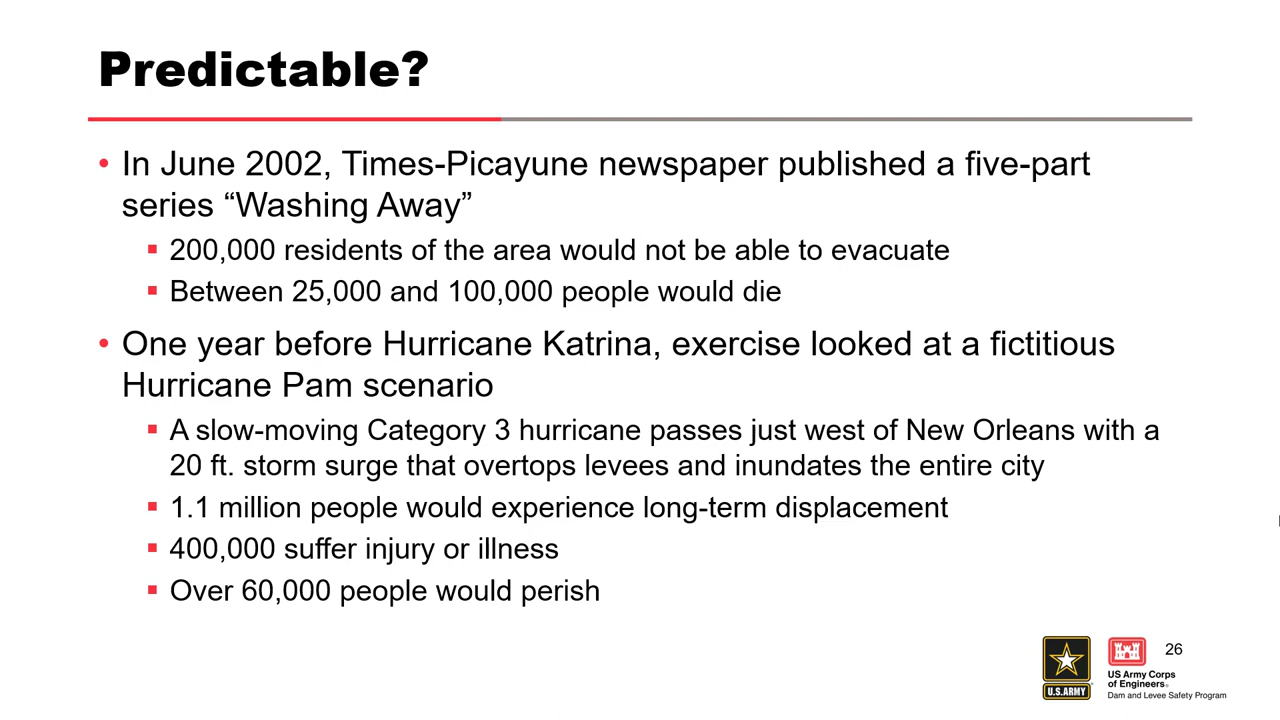 Predictable?
• In June 2002, Times-Picayune newspaper published a five-part
series “Washing Away”
▪ 200,000 residents of the area would not be able to evacuate
▪ Between 25,000 and 100,000 people would die
• One year before Hurricane Katrina, exercise looked at a fictitious
Hurricane Pam scenario
▪ A slow-moving Category 3 hurricane passes just west of New Orleans with a
20 ft. storm surge that overtops levees and inundates the entire city
▪ 1.1 million people would experience long-term displacement
▪ 400,000 suffer injury or illness
▪ Over 60,000 people would perish
26
U.S.ARMY
US Army Corps
of Engineers®
Dam and Levee Safety Program